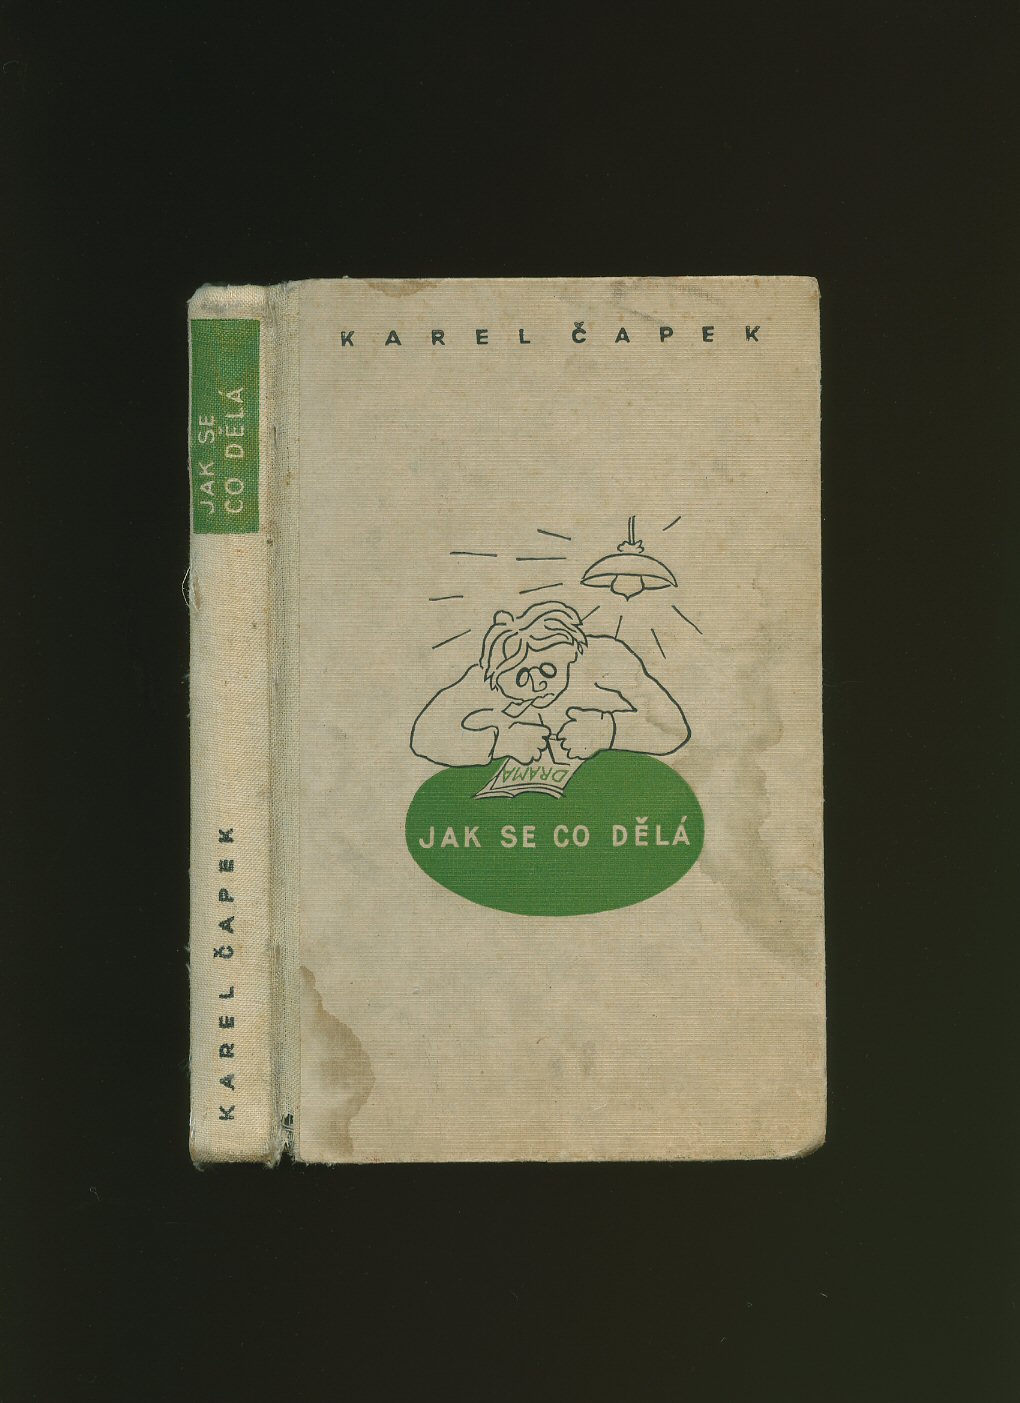 JAK SE
CO DĚLÁ
KAREL ČAPEK
KAREL ČAPEK
DRAMA
JAK SE CO DĚLÁ